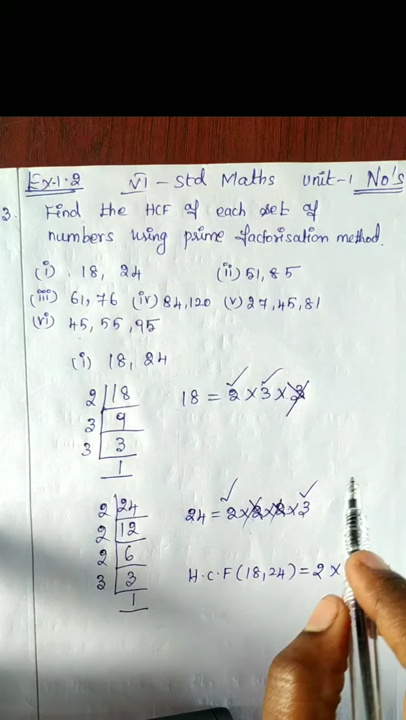 Ex-1.2 VI - Std Maths Unit-1 No's
3. Find the HCF of each set of
numbers using prime factorisation method.
(i) . 18, 24 (ii) 51, 85
(iii) 61, 76 (iv) 84, 120 (v) 27, 45, 81
(vi) 45, 55, 95
(i) 18, 24
2 | 18
3 | 9
3 | 3
1
18 = 2 × 3 × 3
2 | 24
2 | 12
2 | 6
3 | 3
1
24 = 2 × 2 × 2 × 3
H.C.F (18, 24) = 2 ×